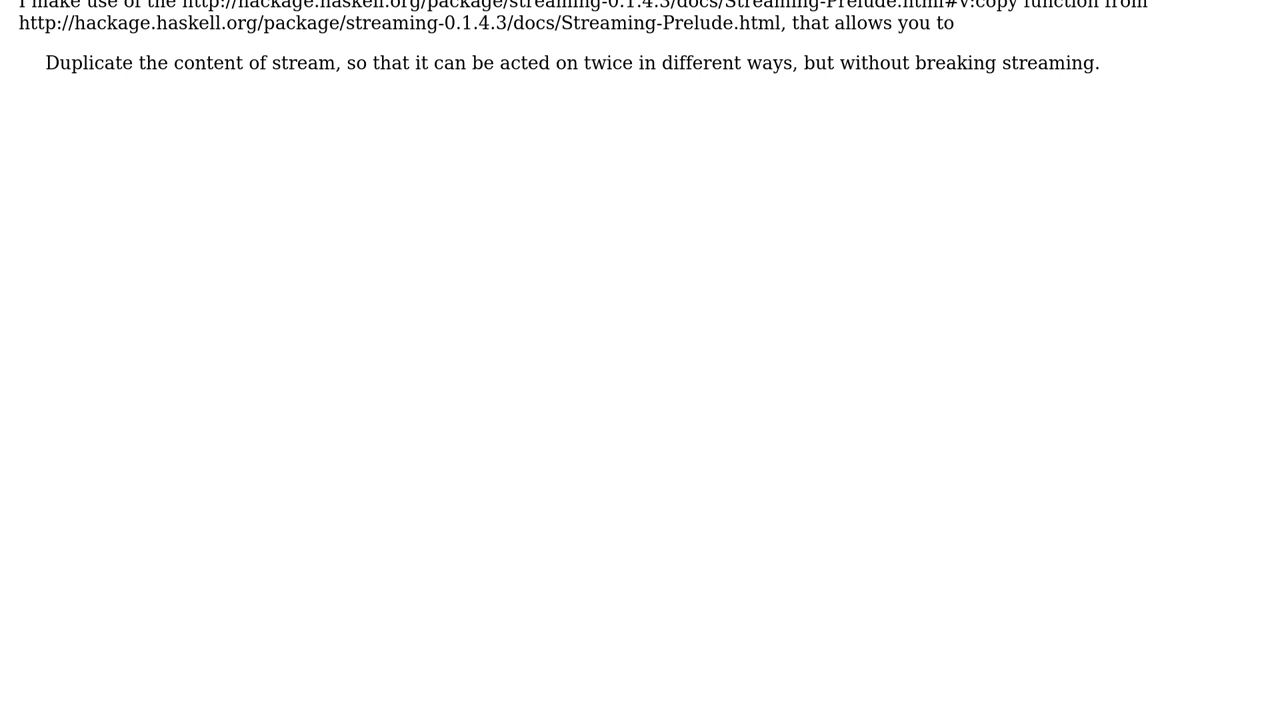 I make use of the http://hackage.haskell.org/package/streaming-0.1.4.3/docs/Streaming-Prelude.html#v:copy function from
http://hackage.haskell.org/package/streaming-0.1.4.3/docs/Streaming-Prelude.html, that allows you to
Duplicate the content of stream, so that it can be acted on twice in different ways, but without breaking streaming.